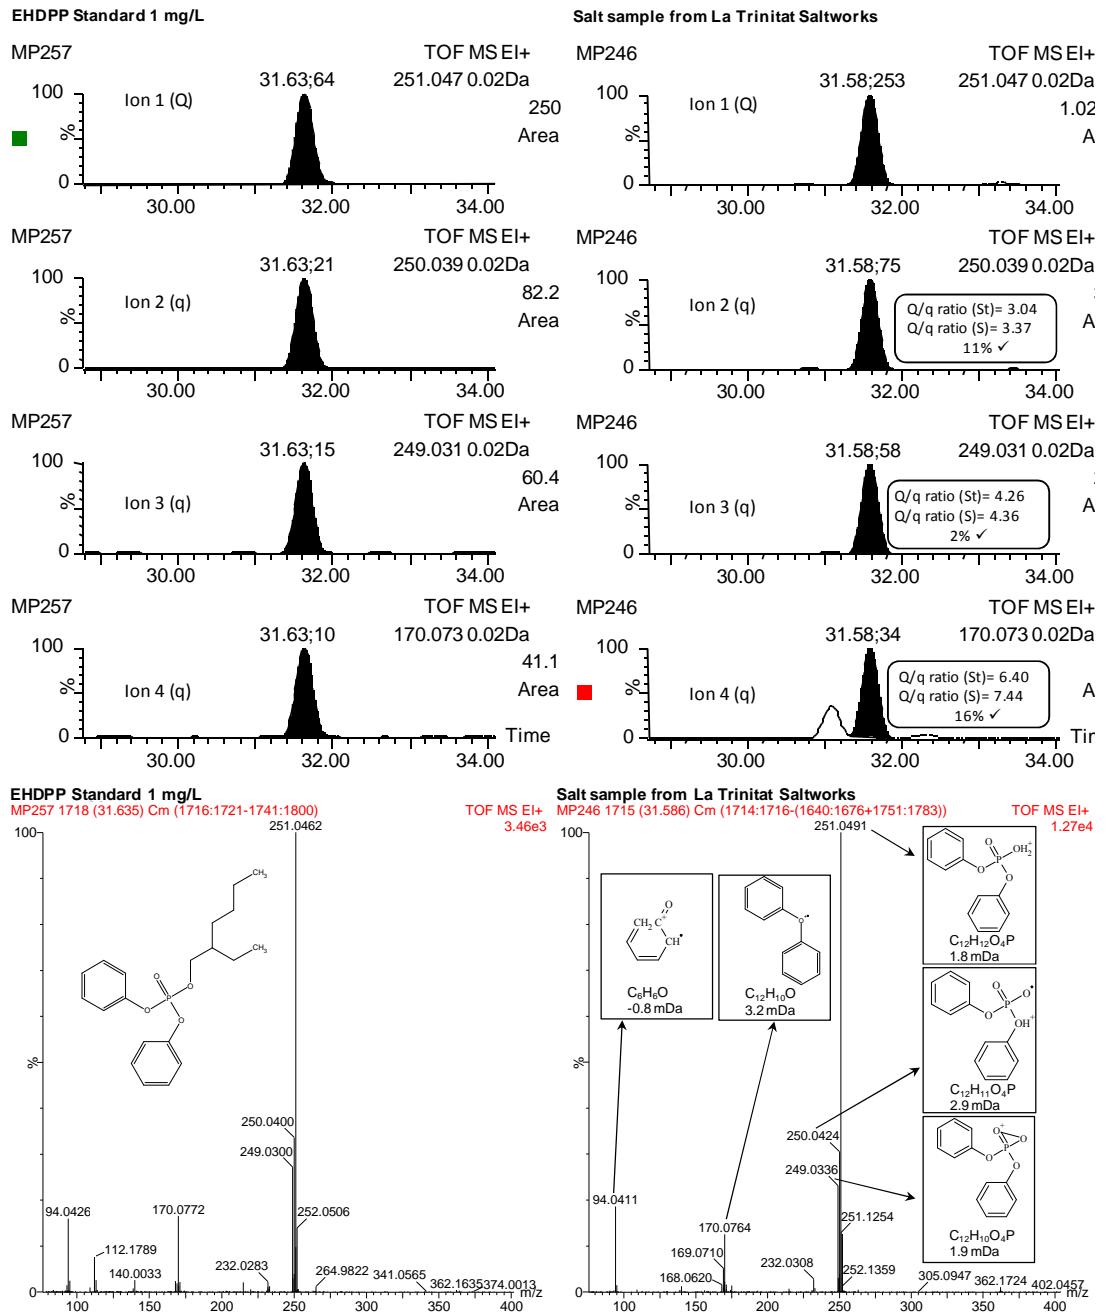 EHDPP Standard 1 mg/L
MP257
TOF MS EI+
31.63;64
251.047 0.02Da
Ion 1 (Q)
250
Area
100
%
0
30.00
32.00
34.00
MP257
TOF MS EI+
31.63;21
250.039 0.02Da
Ion 2 (q)
82.2
Area
100
%
0
30.00
32.00
34.00
MP257
TOF MS EI+
31.63;15
249.031 0.02Da
Ion 3 (q)
60.4
Area
100
%
0
30.00
32.00
34.00
MP257
TOF MS EI+
31.63;10
170.073 0.02Da
Ion 4 (q)
41.1
Area
100
%
0
Time
30.00
32.00
34.00
Salt sample from La Trinitat Saltworks
MP246
TOF MS EI+
31.58;253
251.047 0.02Da
Ion 1 (Q)
1.02
A
100
%
0
30.00
32.00
34.00
MP246
TOF MS EI+
31.58;75
250.039 0.02Da
Ion 2 (q)
Q/q ratio (St)= 3.04
Q/q ratio (S)= 3.37
11% ✓
100
%
0
30.00
32.00
34.00
MP246
TOF MS EI+
31.58;58
249.031 0.02Da
Ion 3 (q)
Q/q ratio (St)= 4.26
Q/q ratio (S)= 4.36
2% ✓
100
%
0
30.00
32.00
34.00
MP246
TOF MS EI+
31.58;34
170.073 0.02Da
Ion 4 (q)
Q/q ratio (St)= 6.40
Q/q ratio (S)= 7.44
16% ✓
100
%
0
30.00
32.00
34.00
EHDPP Standard 1 mg/L
MP257 1718 (31.635) Cm (1716:1721-1741:1800)
TOF MS EI+
3.46e3
100
%
0
251.0462
CH₃
CH₃
O
P
O
O
O
250.0400
249.0300
94.0426
170.0772
252.0506
112.1789
140.0033
232.0283
264.9822
341.0565
362.1635
374.0013
m/z
100
150
200
250
300
350
400
Salt sample from La Trinitat Saltworks
MP246 1715 (31.586) Cm (1714:1716-(1640:1676+1751:1783))
TOF MS EI+
1.27e4
100
%
0
251.0491
C₆H₆O
-0.8 mDa
C₁₂H₁₀O
3.2 mDa
C₁₂H₁₂O₄P
1.8 mDa
C₁₂H₁₁O₄P
2.9 mDa
C₁₂H₁₀O₄P
1.9 mDa
250.0424
249.0336
94.0411
170.0764
169.0710
168.0620
251.1254
232.0308
252.1359
305.0947
362.1724
402.0457
m/z
100
150
200
250
300
350
400